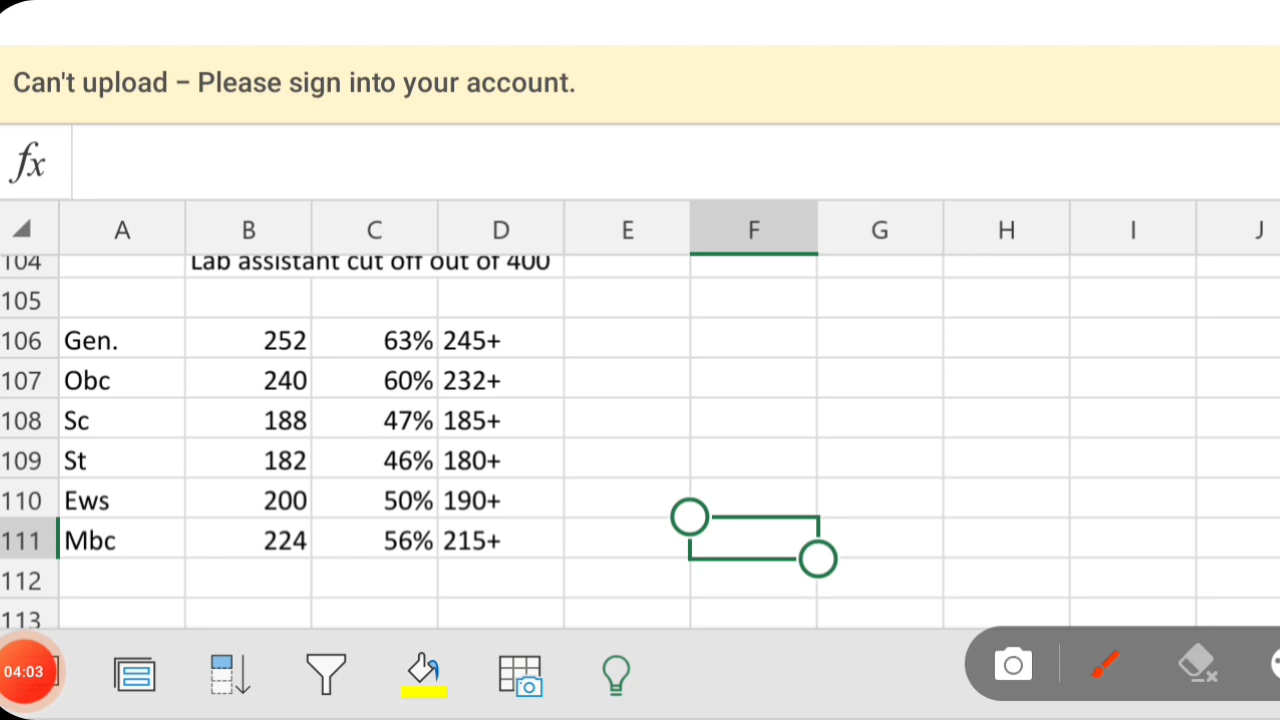 Can't upload – Please sign into your account.
fx
A B C D E F G H I J
104 Lab assistant cut off out of 400
105
106 Gen. 252 63% 245+
107 Obc 240 60% 232+
108 Sc 188 47% 185+
109 St 182 46% 180+
110 Ews 200 50% 190+
111 Mbc 224 56% 215+
112
113
04:03